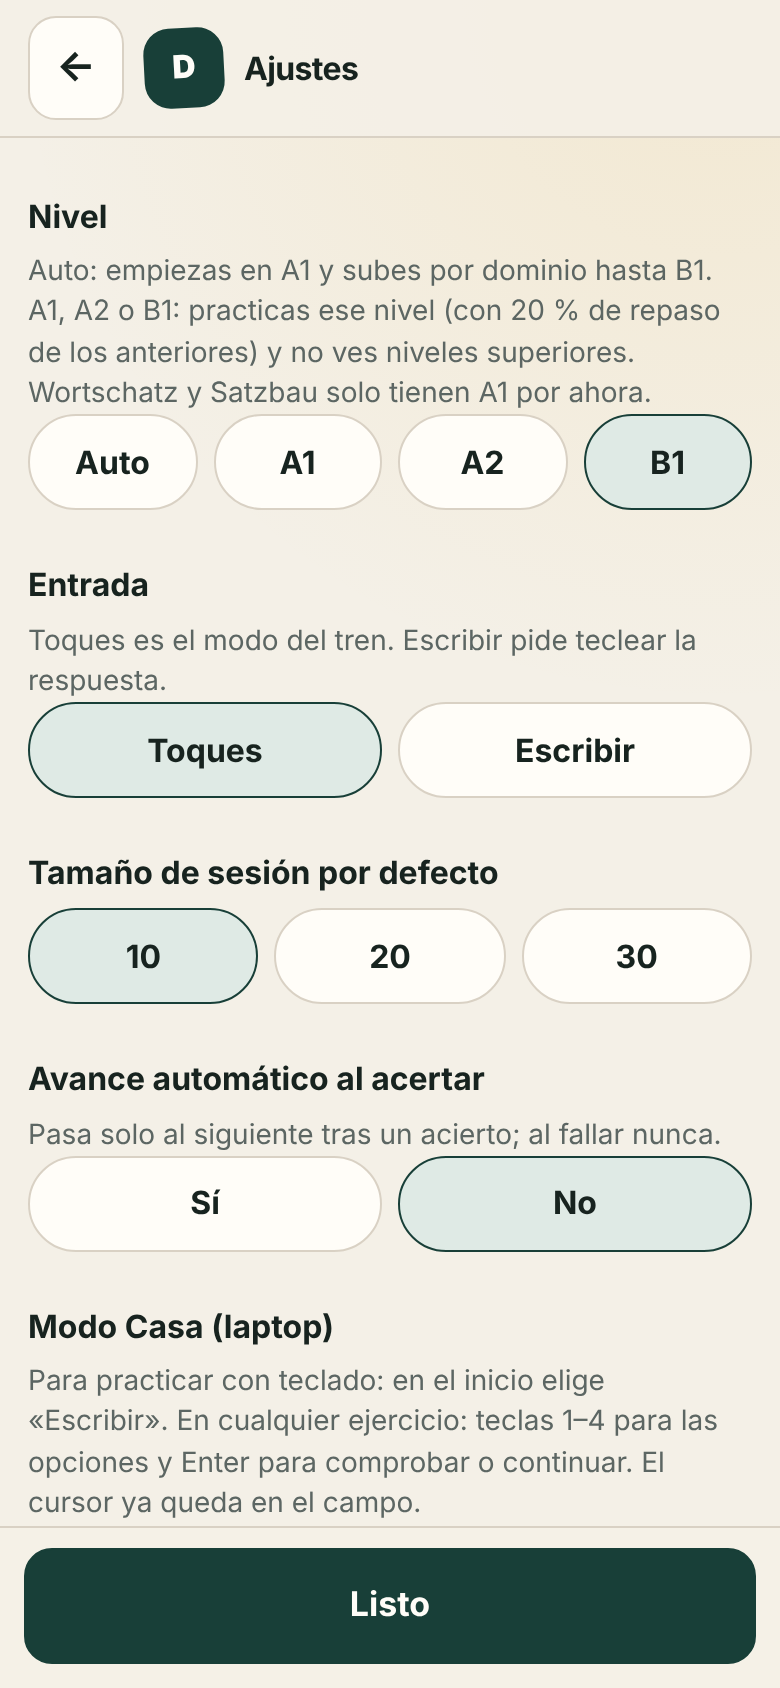 D
Ajustes
Nivel
Auto: empiezas en A1 y subes por dominio hasta B1.
A1, A2 o B1: practicas ese nivel (con 20 % de repaso
de los anteriores) y no ves niveles superiores.
Wortschatz y Satzbau solo tienen A1 por ahora.
Auto
A1
A2
B1
Entrada
Toques es el modo del tren. Escribir pide teclear la
respuesta.
Toques
Escribir
Tamaño de sesión por defecto
10
20
30
Avance automático al acertar
Pasa solo al siguiente tras un acierto; al fallar nunca.
Sí
No
Modo Casa (laptop)
Para practicar con teclado: en el inicio elige
«Escribir». En cualquier ejercicio: teclas 1–4 para las
opciones y Enter para comprobar o continuar. El
cursor ya queda en el campo.
Listo